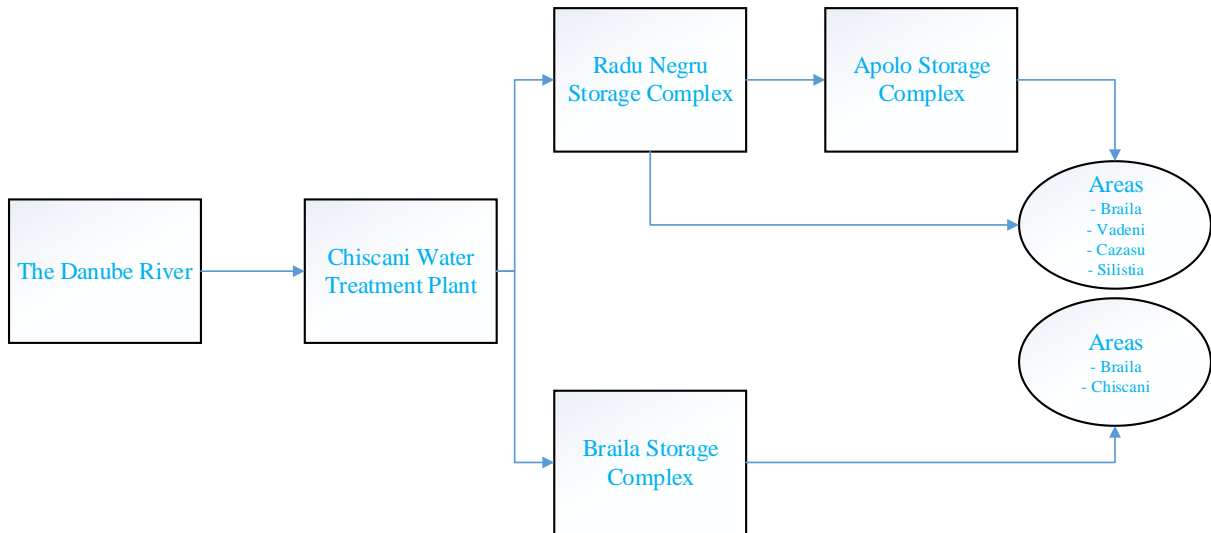 The Danube River
Chiscani Water
Treatment Plant
Radu Negru
Storage Complex
Apolo Storage
Complex
Areas
- Braila
- Vadeni
- Cazasu
- Silistia
Areas
- Braila
- Chiscani
Braila Storage
Complex